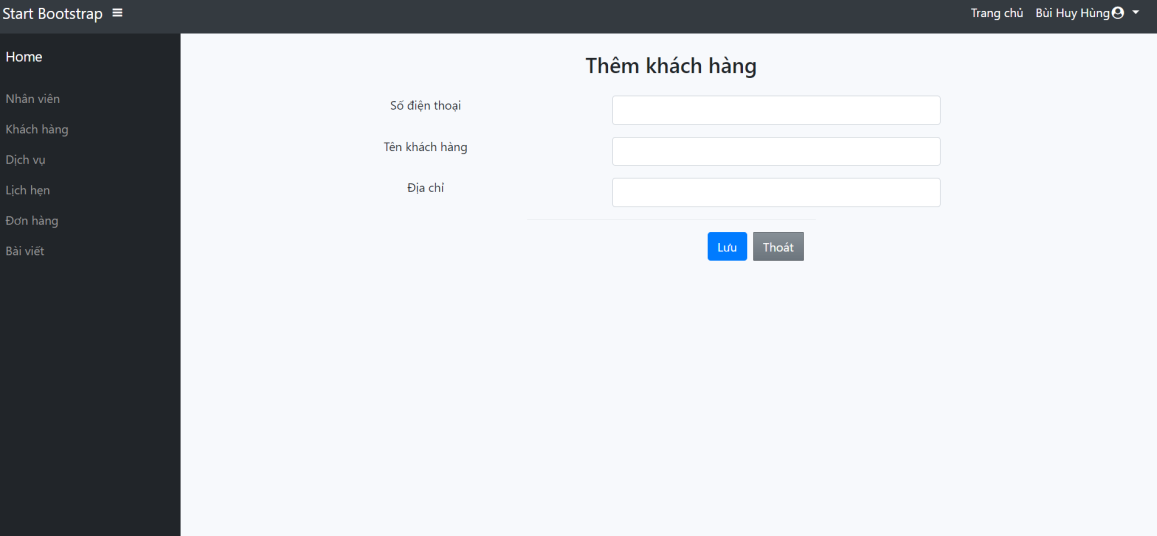 Start Bootstrap
Trang chủ Bùi Huy Hùng
Home
Nhân viên
Khách hàng
Dịch vụ
Lịch hẹn
Đơn hàng
Bài viết
Thêm khách hàng
Số điện thoại
Tên khách hàng
Địa chỉ
Lưu Thoát